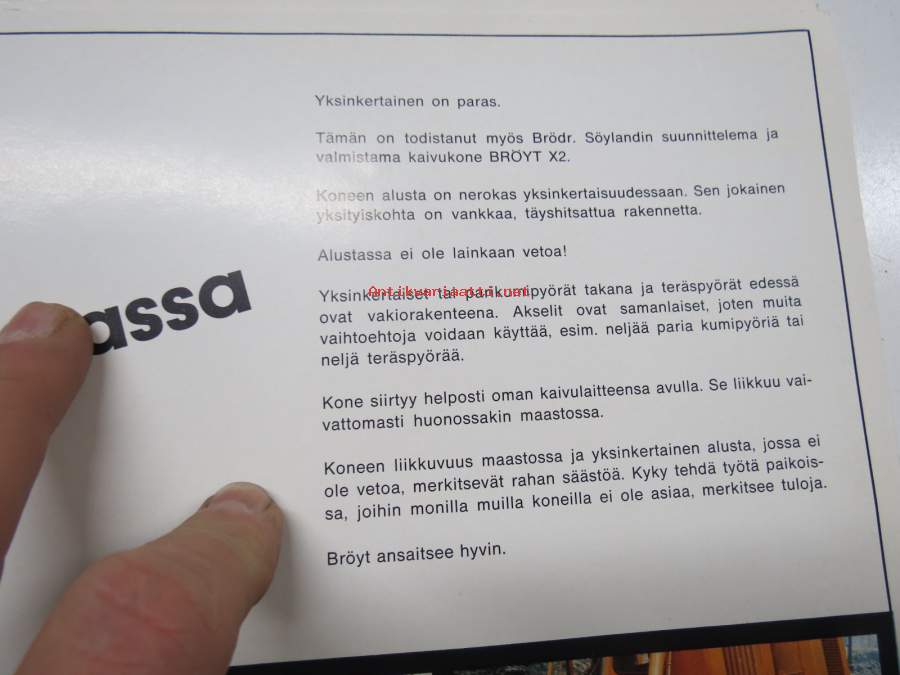 Yksinkertainen on paras.
Tämän on todistanut myös Brödr. Söylandin suunnittelema ja
valmistama kaivukone BRÖYT X2.
Koneen alusta on nerokas yksinkertaisuudessaan. Sen jokainen
yksityiskohta on vankkaa, täyshitsattua rakennetta.
Alustassa ei ole lainkaan vetoa!
assa
Antikvariaatti.net
Yksinkertaiset tai parikumipyörät takana ja teräspyörät edessä
ovat vakiorakenteena. Akselit ovat samanlaiset, joten muita
vaihtoehtoja voidaan käyttää, esim. neljää paria kumipyöriä tai
neljä teräspyörää.
Kone siirtyy helposti oman kaivulaitteensa avulla. Se liikkuu vai-
vattomasti huonossakin maastossa.
Koneen liikkuvuus maastossa ja yksinkertainen alusta, jossa ei
ole vetoa, merkitsevät rahan säästöä. Kyky tehdä työtä paikois-
sa, joihin monilla muilla koneilla ei ole asiaa, merkitsee tuloja.
Bröyt ansaitsee hyvin.